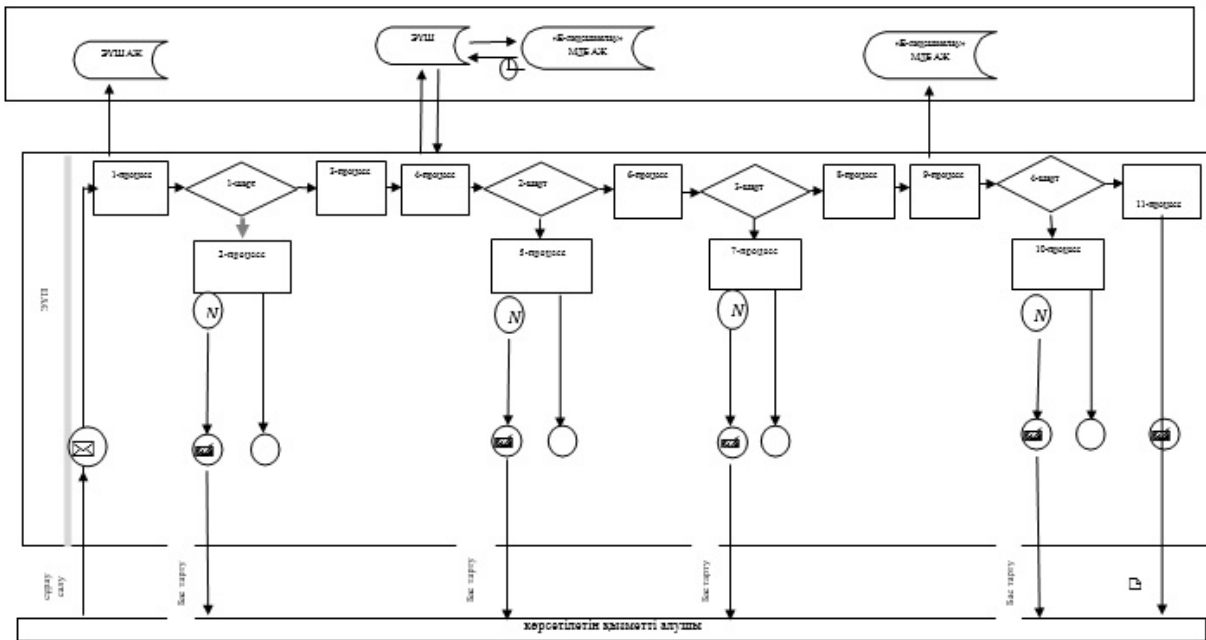 ЭҮШ АЖ
ЭҮШ
«Е-лицензиялау»
МДБ АЖ
«Е-лицензиялау»
МДБ АЖ
1-процесс
1-шарт
3-процесс
4-процесс
2-шарт
6-процесс
3-шарт
8-процесс
9-процесс
4-шарт
11-процесс
2-процесс
5-процесс
7-процесс
10-процесс
N
N
N
N
ЭҮП
сұрау
салу
Бас тарту
Бас тарту
Бас тарту
Бас тарту
көрсетілетін қызметті алушы